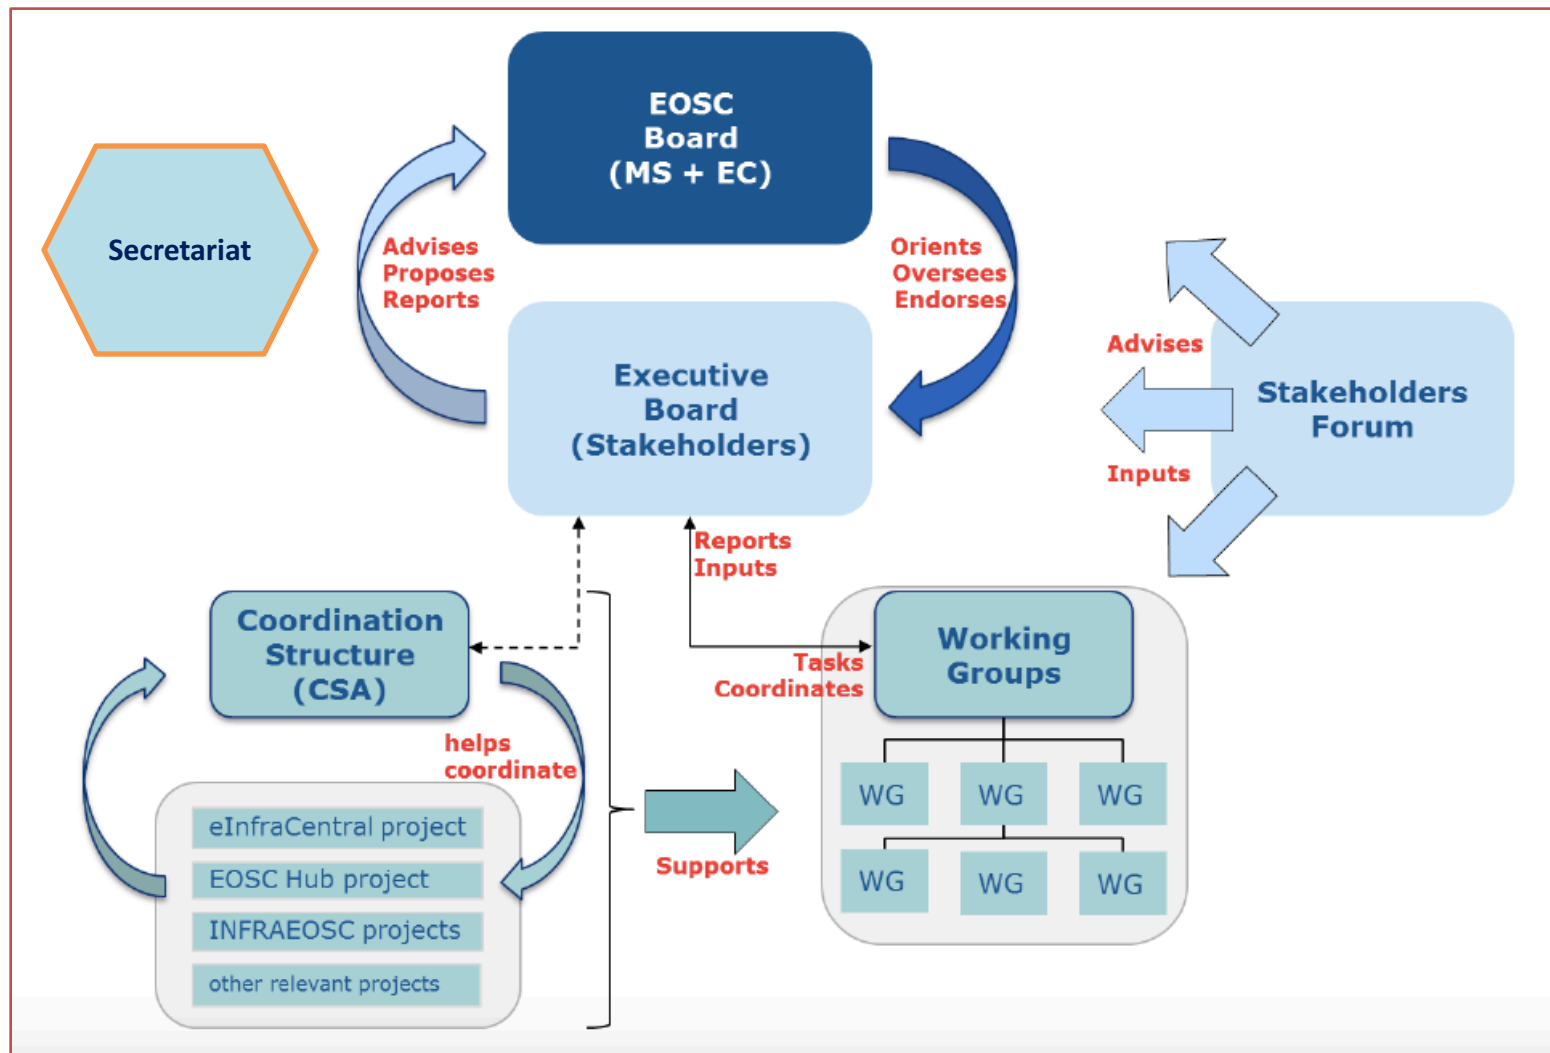 EOSC
Board
(MS + EC)
Secretariat
Advises
Proposes
Reports
Orients
Oversees
Endorses
Executive
Board
(Stakeholders)
Advises
Inputs
Stakeholders
Forum
Reports
Inputs
Tasks
Coordinates
Coordination
Structure
(CSA)
helps
coordinate
eInfraCentral project
EOSC Hub project
INFRAEOSC projects
other relevant projects
Supports
Working
Groups
WG
WG
WG
WG
WG
WG